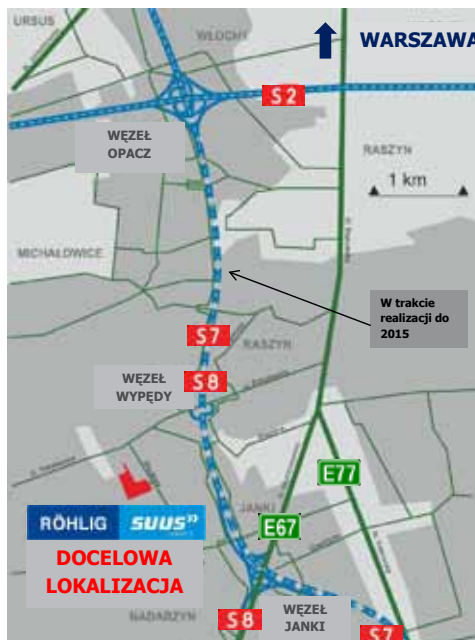 URSUS
WŁOCHY
WARSZAWA
S2
WĘZEŁ
OPACZ
RASZYN
1 km
MICHAŁOWICE
W trakcie
realizacji do
2015
S7
RASZYN
WĘZEŁ
WYPĘDY
S8
E77
RÖHLIG SUUS
JANKI
E67
DOCELOWA
LOKALIZACJA
NADARZYN
S8
WĘZEŁ
JANKI
S7